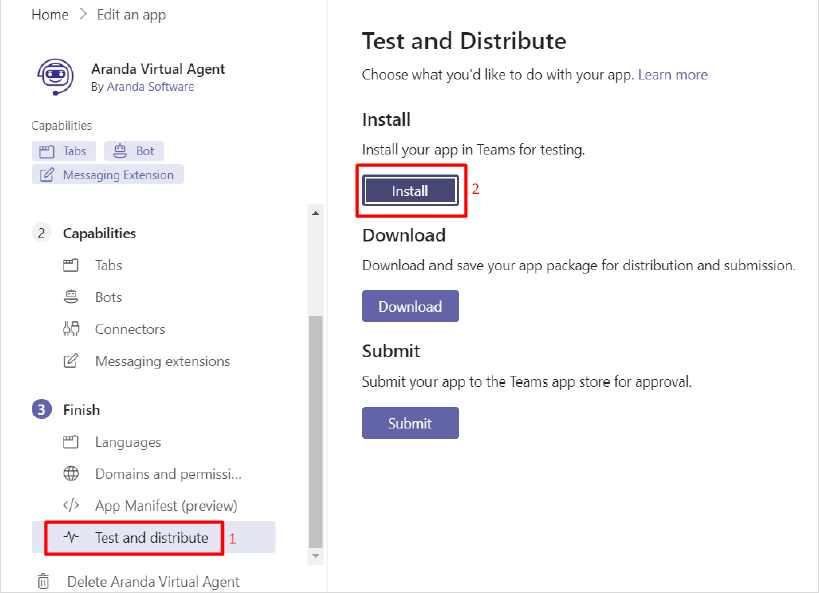 Home > Edit an app
Aranda Virtual Agent
By Aranda Software
Capabilities
Tabs
Bot
Messaging Extension
2 Capabilities
Tabs
Bots
Connectors
Messaging extensions
3 Finish
Languages
Domains and permissi...
App Manifest (preview)
Test and distribute 1
Delete Aranda Virtual Agent
Test and Distribute
Choose what you'd like to do with your app. Learn more
Install
Install your app in Teams for testing.
Install 2
Download
Download and save your app package for distribution and submission.
Download
Submit
Submit your app to the Teams app store for approval.
Submit